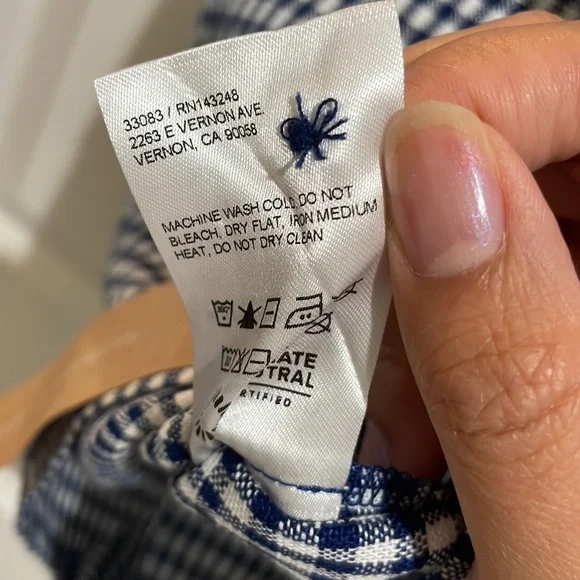 33083 / RN143248
2263 E VERNON AVE.
VERNON, CA 90058
MACHINE WASH COLD, DO NOT
BLEACH, DRY FLAT, IRON MEDIUM
HEAT, DO NOT DRY CLEAN
ATE
TRAL
RTIFIED